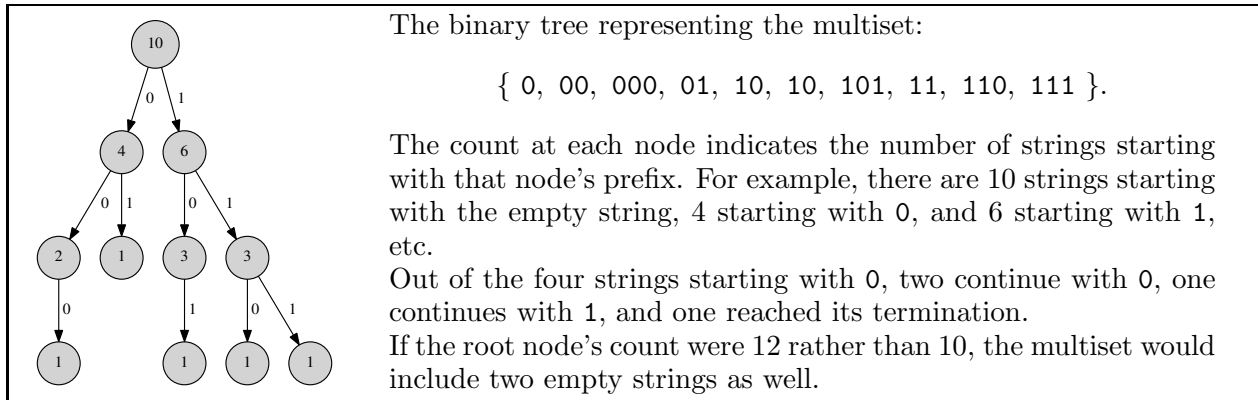 10
0 1
4 6
0 1 0 1
2 1 3 3
0 1 0 1
1 1 1 1
The binary tree representing the multiset:
{ 0, 00, 000, 01, 10, 10, 101, 11, 110, 111 }.
The count at each node indicates the number of strings starting
with that node's prefix. For example, there are 10 strings starting
with the empty string, 4 starting with 0, and 6 starting with 1,
etc.
Out of the four strings starting with 0, two continue with 0, one
continues with 1, and one reached its termination.
If the root node's count were 12 rather than 10, the multiset would
include two empty strings as well.